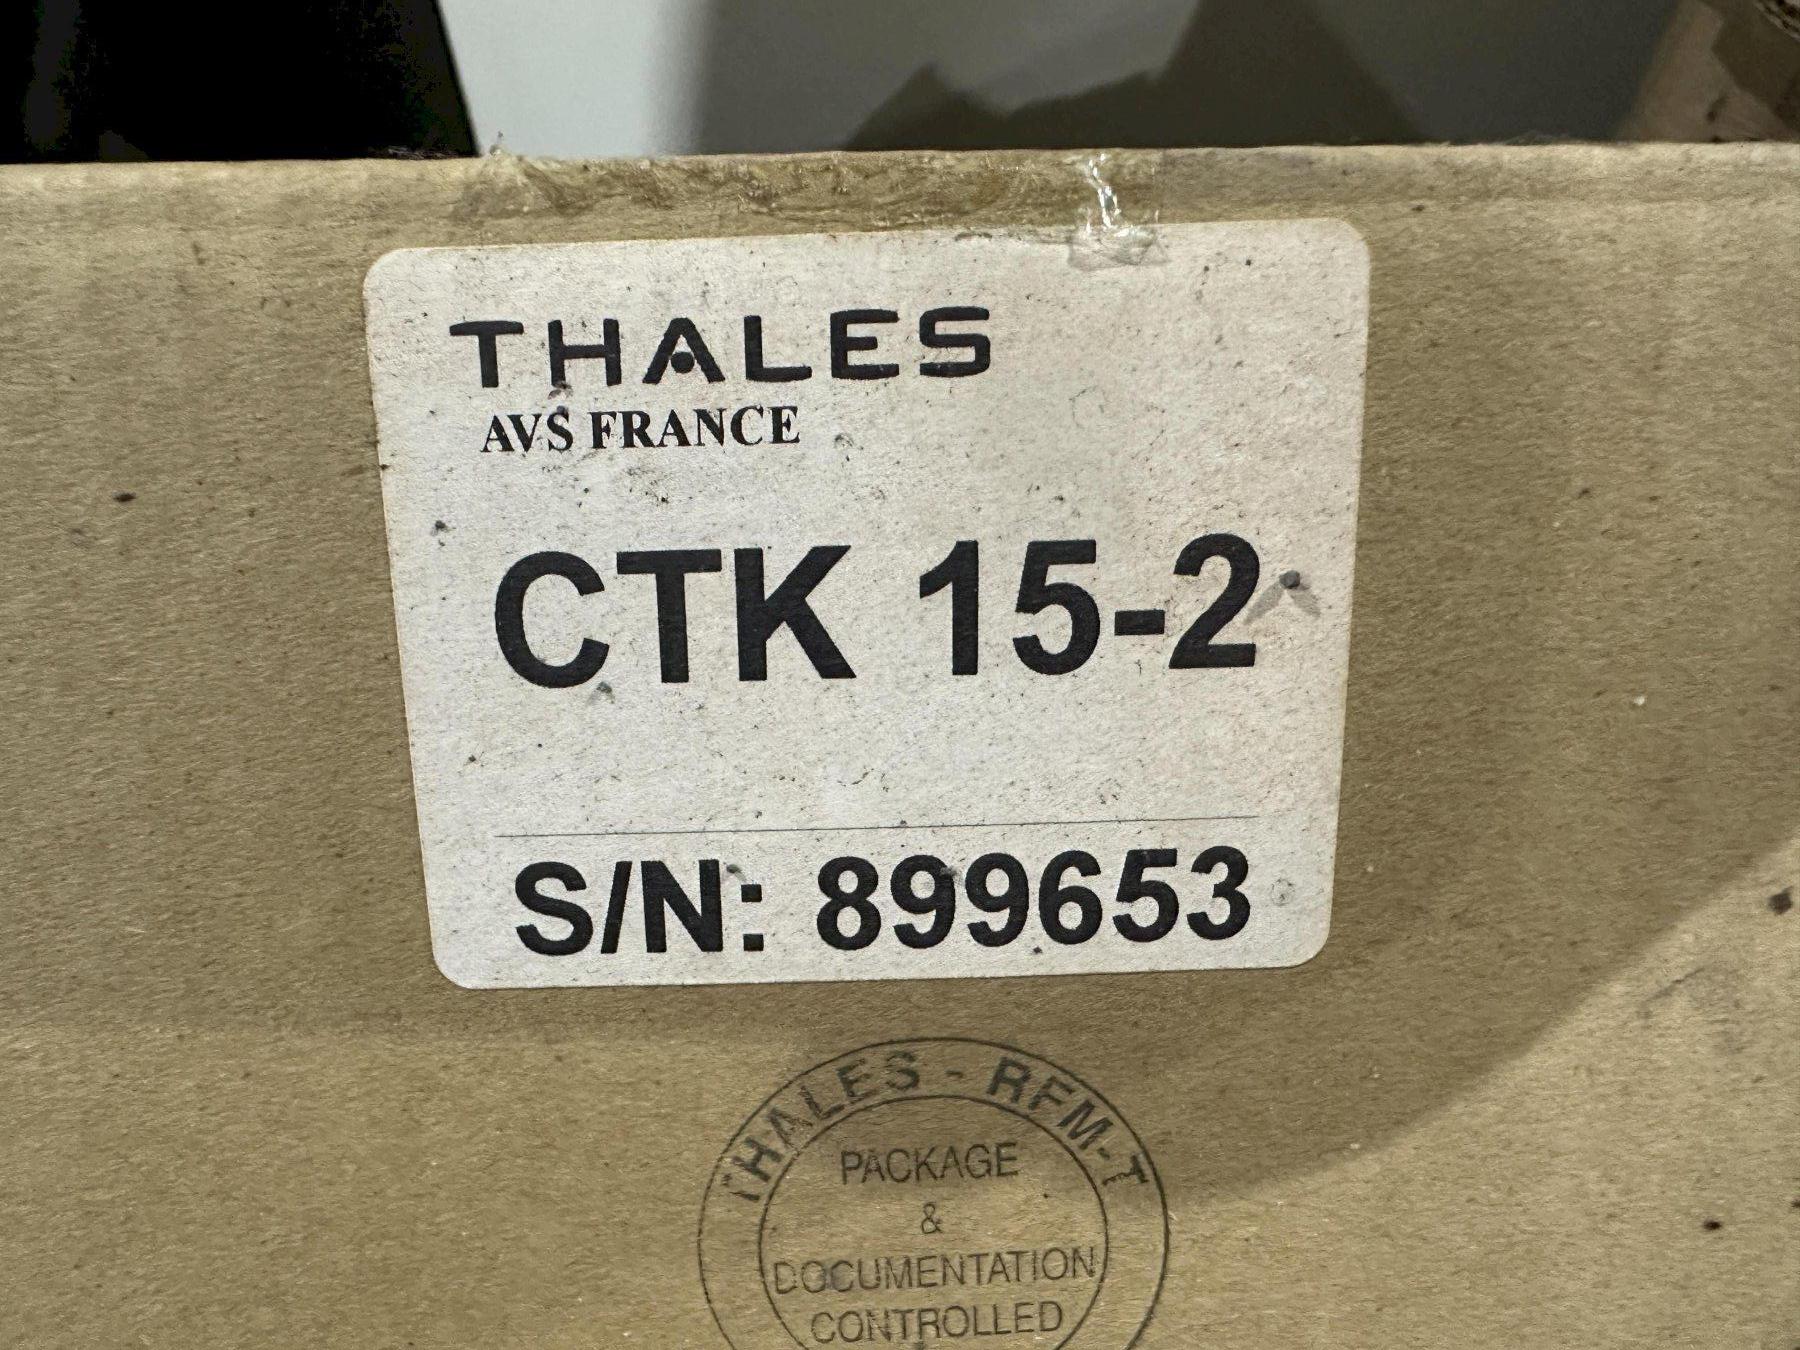 THALES
AVS FRANCE
CTK 15-2
S/N: 899653
THALES - RFM-T
PACKAGE
&
DOCUMENTATION
CONTROLLED